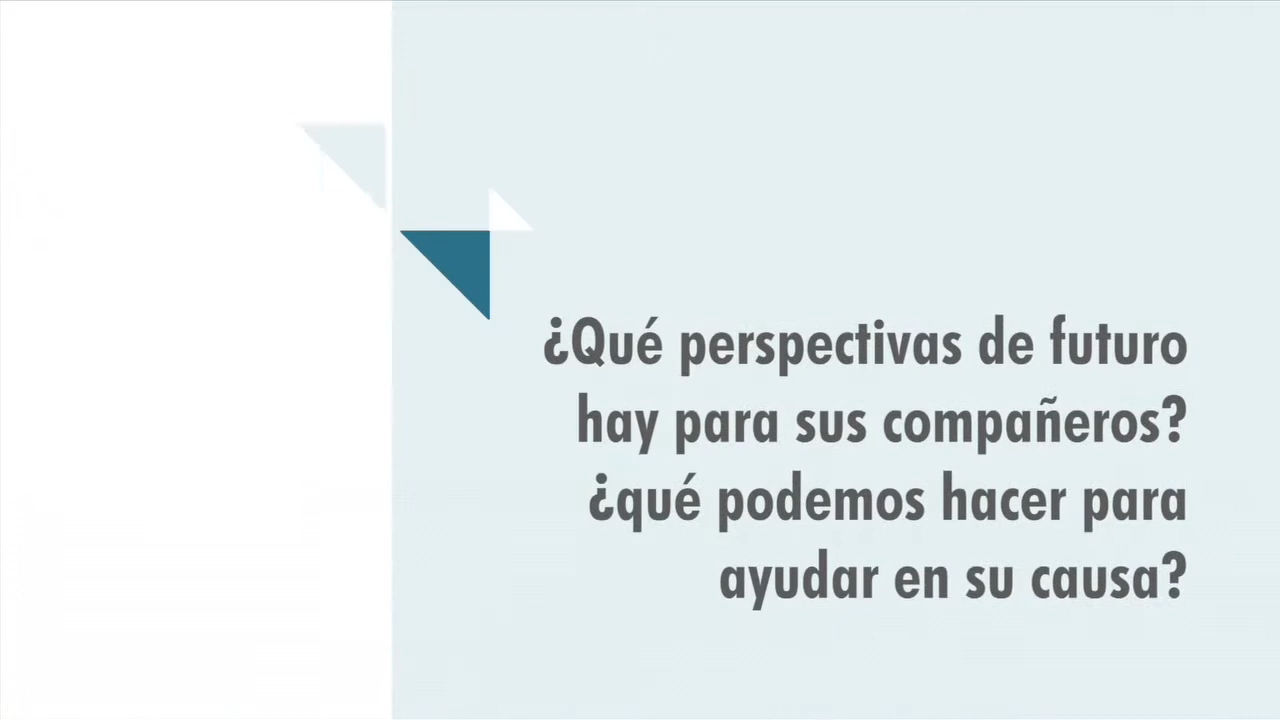 ¿Qué perspectivas de futuro
hay para sus compañeros?
¿qué podemos hacer para
ayudar en su causa?